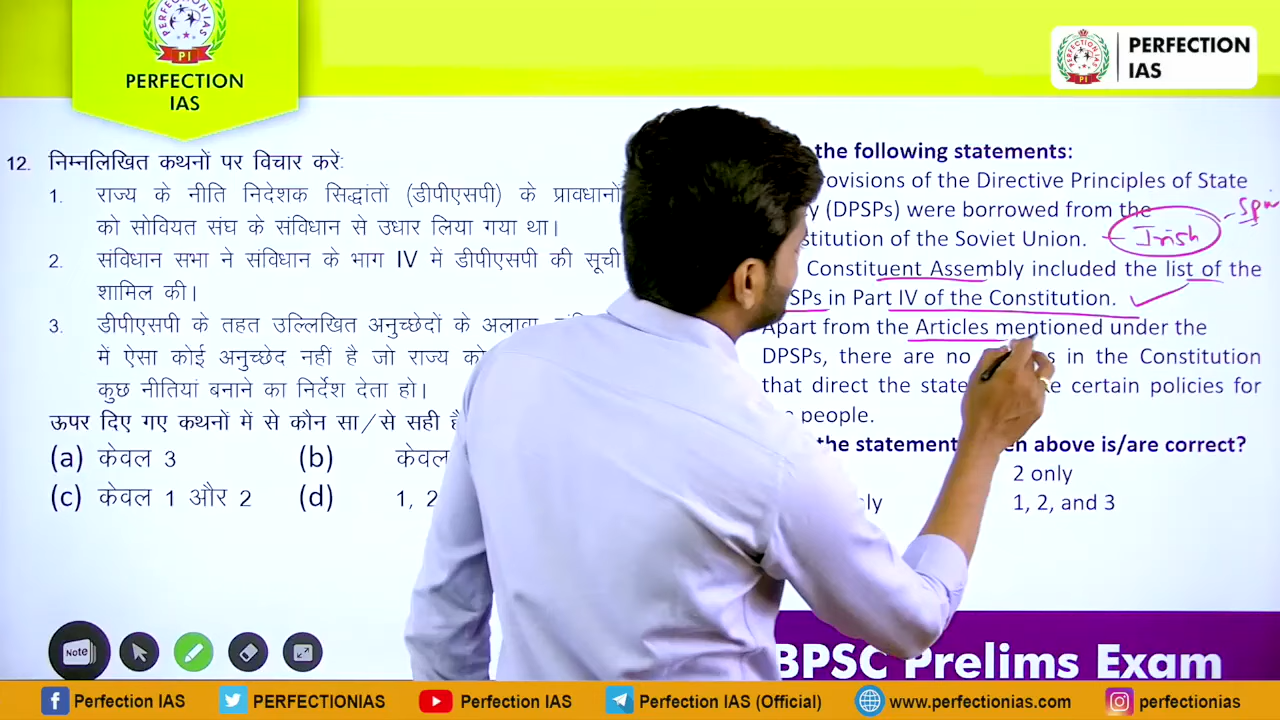 PERFECTION IAS
PI
PERFECTION
IAS
PI
PERFECTION
IAS
12. निम्नलिखित कथनों पर विचार करें:
1. राज्य के नीति निदेशक सिद्धांतों (डीपीएसपी) के प्रावधानों
को सोवियत संघ के संविधान से उधार लिया गया था।
2. संविधान सभा ने संविधान के भाग IV में डीपीएसपी की सूची
शामिल की।
3. डीपीएसपी के तहत उल्लिखित अनुच्छेदों के अलावा
में ऐसा कोई अनुच्छेद नहीं है जो राज्य को
कुछ नीतियां बनाने का निर्देश देता हो।
ऊपर दिए गए कथनों में से कौन सा/से सही
(a) केवल 3 (b) केवल
(c) केवल 1 और 2 (d) 1, 2
the following statements:
rovisions of the Directive Principles of State
y (DPSPs) were borrowed from the
stitution of the Soviet Union.
Irish
Constituent Assembly included the list of the
SPs in Part IV of the Constitution.
Apart from the Articles mentioned under the
DPSPs, there are no in the Constitution
that direct the state certain policies for
people.
the statement above is/are correct?
2 only
1, 2, and 3
Note
BPSC Prelims Exam
Perfection IAS PERFECTIONIAS Perfection IAS Perfection IAS (Official) www.perfectionias.com perfectionias